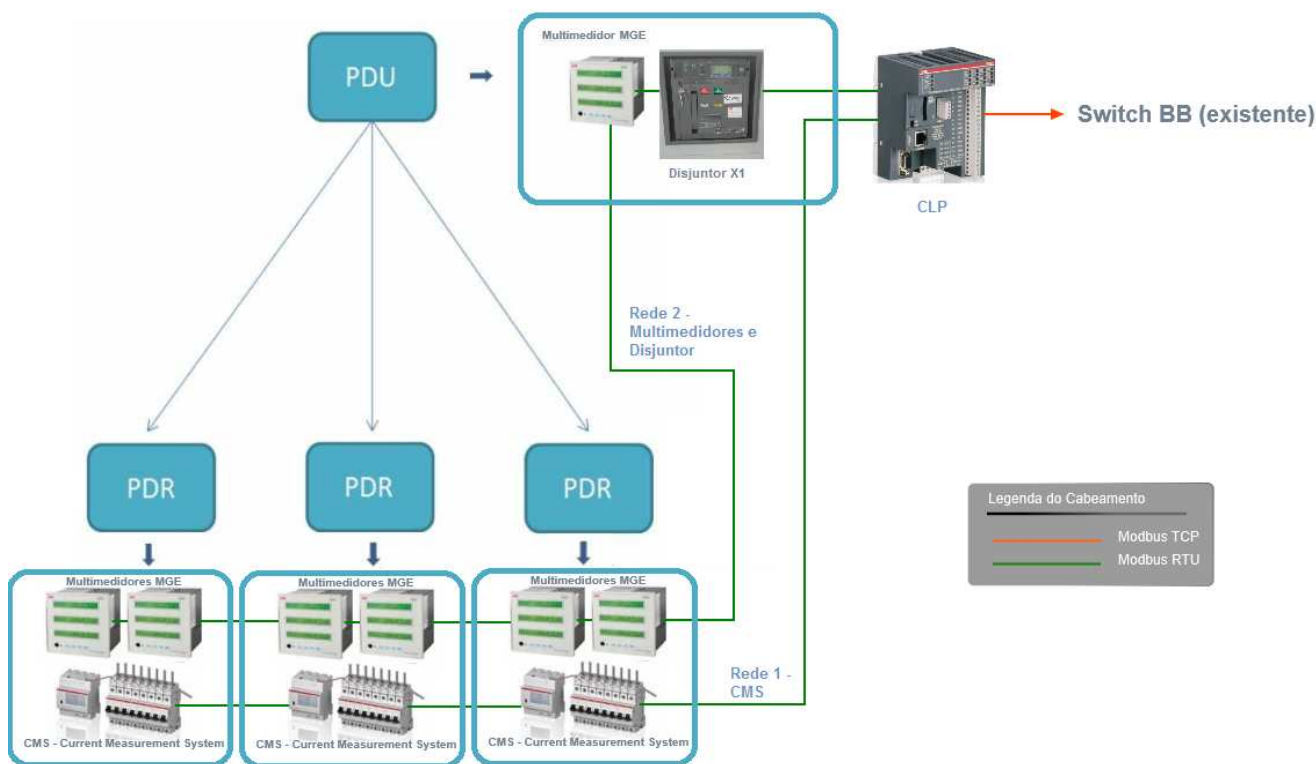 Multimedidor MGE
PDU
Switch BB (existente)
Disjuntor X1
CLP
Rede 2 -
Multimedidores e
Disjuntor
PDR
PDR
PDR
Legenda do Cabeamento
Modbus TCP
Modbus RTU
Multimedidores MGE
Multimedidores MGE
Multimedidores MGE
Rede 1 -
CMS
CMS - Current Measurement System
CMS - Current Measurement System
CMS - Current Measurement System